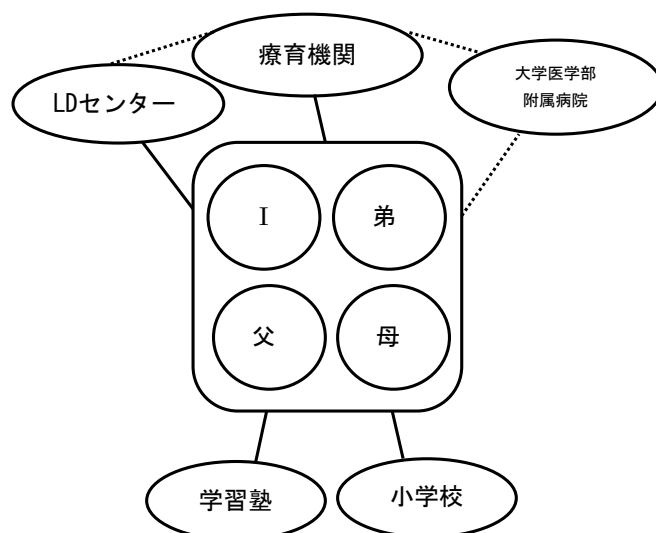 療育機関
LDセンター
大学医学部
附属病院
I
弟
父
母
学習塾
小学校